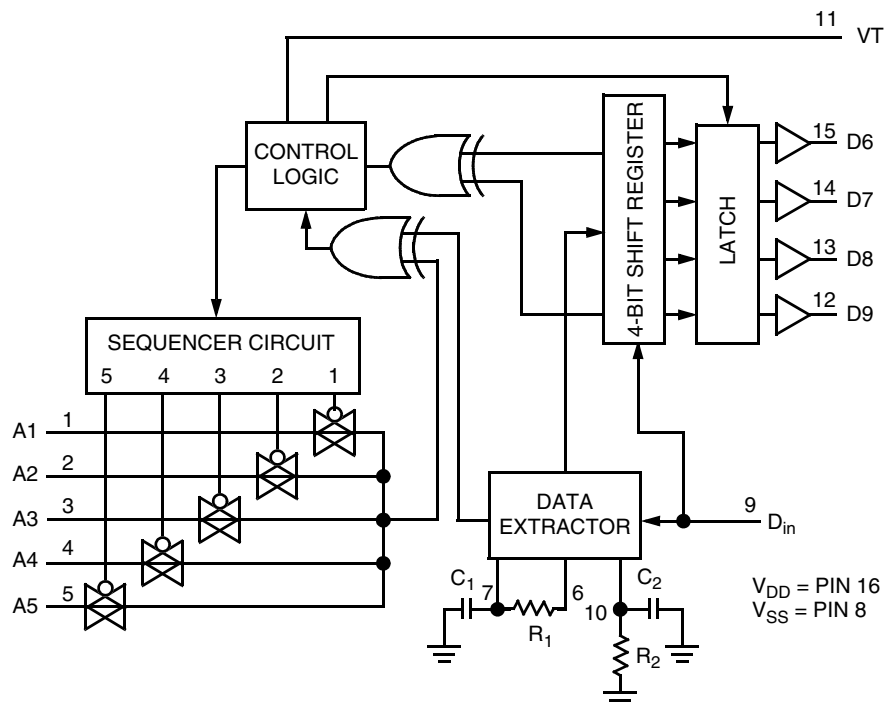 11
VT
CONTROL
LOGIC
4-BIT SHIFT REGISTER
LATCH
15 D6
14 D7
13 D8
12 D9
SEQUENCER CIRCUIT
5 4 3 2 1
A1 1
A2 2
A3 3
A4 4
A5 5
DATA
EXTRACTOR
9
Din
C1 7 6 10 C2
R1
R2
VDD = PIN 16
VSS = PIN 8